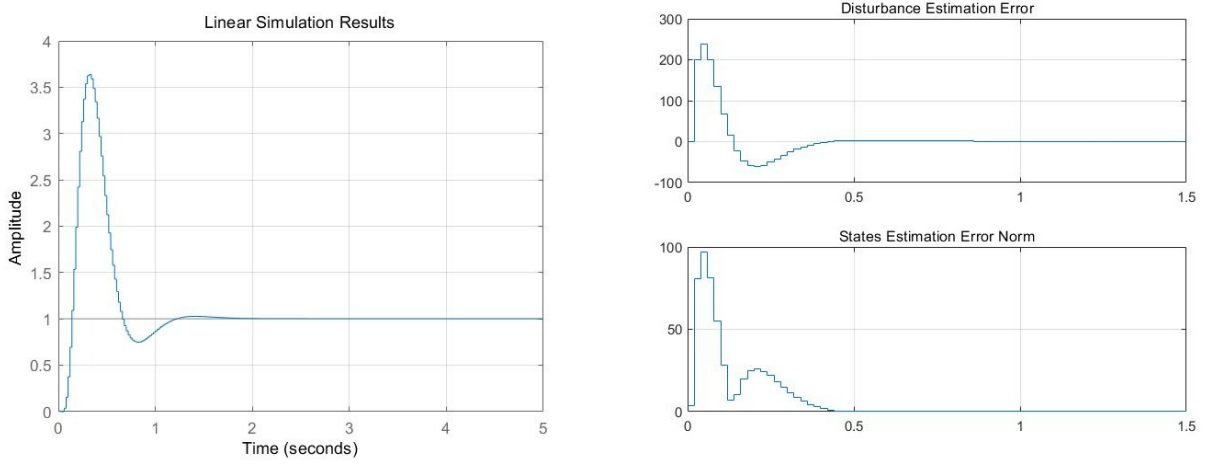 Linear Simulation Results
Amplitude
4
3.5
3
2.5
2
1.5
1
0.5
0
0 1 2 3 4 5
Time (seconds)
Disturbance Estimation Error
300
200
100
0
-100
0 0.5 1 1.5
States Estimation Error Norm
100
50
0
0 0.5 1 1.5